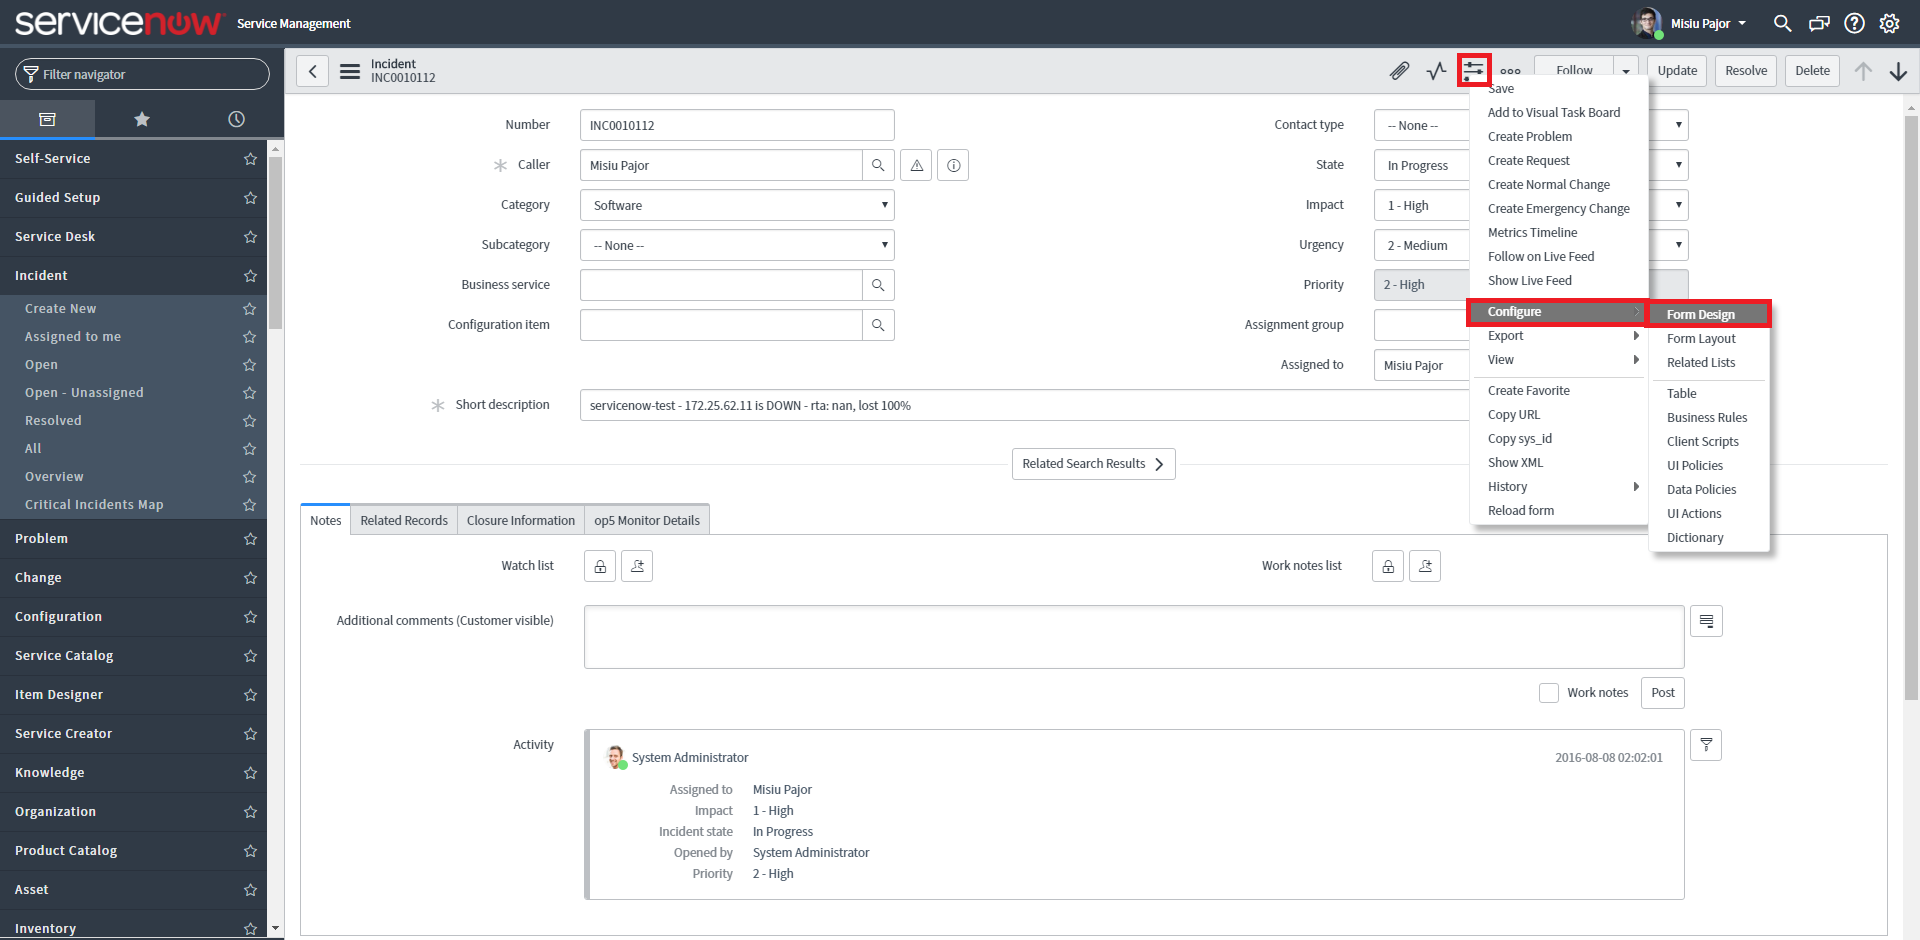 servicenow Service Management
Misiu Pajor
Filter navigator
Self-Service
Guided Setup
Service Desk
Incident
Create New
Assigned to me
Open
Open - Unassigned
Resolved
All
Overview
Critical Incidents Map
Problem
Change
Configuration
Service Catalog
Item Designer
Service Creator
Knowledge
Organization
Product Catalog
Asset
Inventory
Incident
INC0010112
Follow
Update
Resolve
Delete
Number INC0010112
Caller Misiu Pajor
Category Software
Subcategory -- None --
Business service
Configuration item
Short description servicenow-test - 172.25.62.11 is DOWN - rta: nan, lost 100%
Contact type -- None --
State In Progress
Impact 1 - High
Urgency 2 - Medium
Priority 2 - High
Assignment group
Assigned to Misiu Pajor
Save
Add to Visual Task Board
Create Problem
Create Request
Create Normal Change
Create Emergency Change
Metrics Timeline
Follow on Live Feed
Show Live Feed
Configure
Export
View
Create Favorite
Copy URL
Copy sys_id
Show XML
History
Reload form
Form Design
Form Layout
Related Lists
Table
Business Rules
Client Scripts
UI Policies
Data Policies
UI Actions
Dictionary
Related Search Results
Notes
Related Records
Closure Information
op5 Monitor Details
Watch list
Work notes list
Additional comments (Customer visible)
Work notes
Post
Activity
System Administrator 2016-08-08 02:02:01
Assigned to Misiu Pajor
Impact 1 - High
Incident state In Progress
Opened by System Administrator
Priority 2 - High